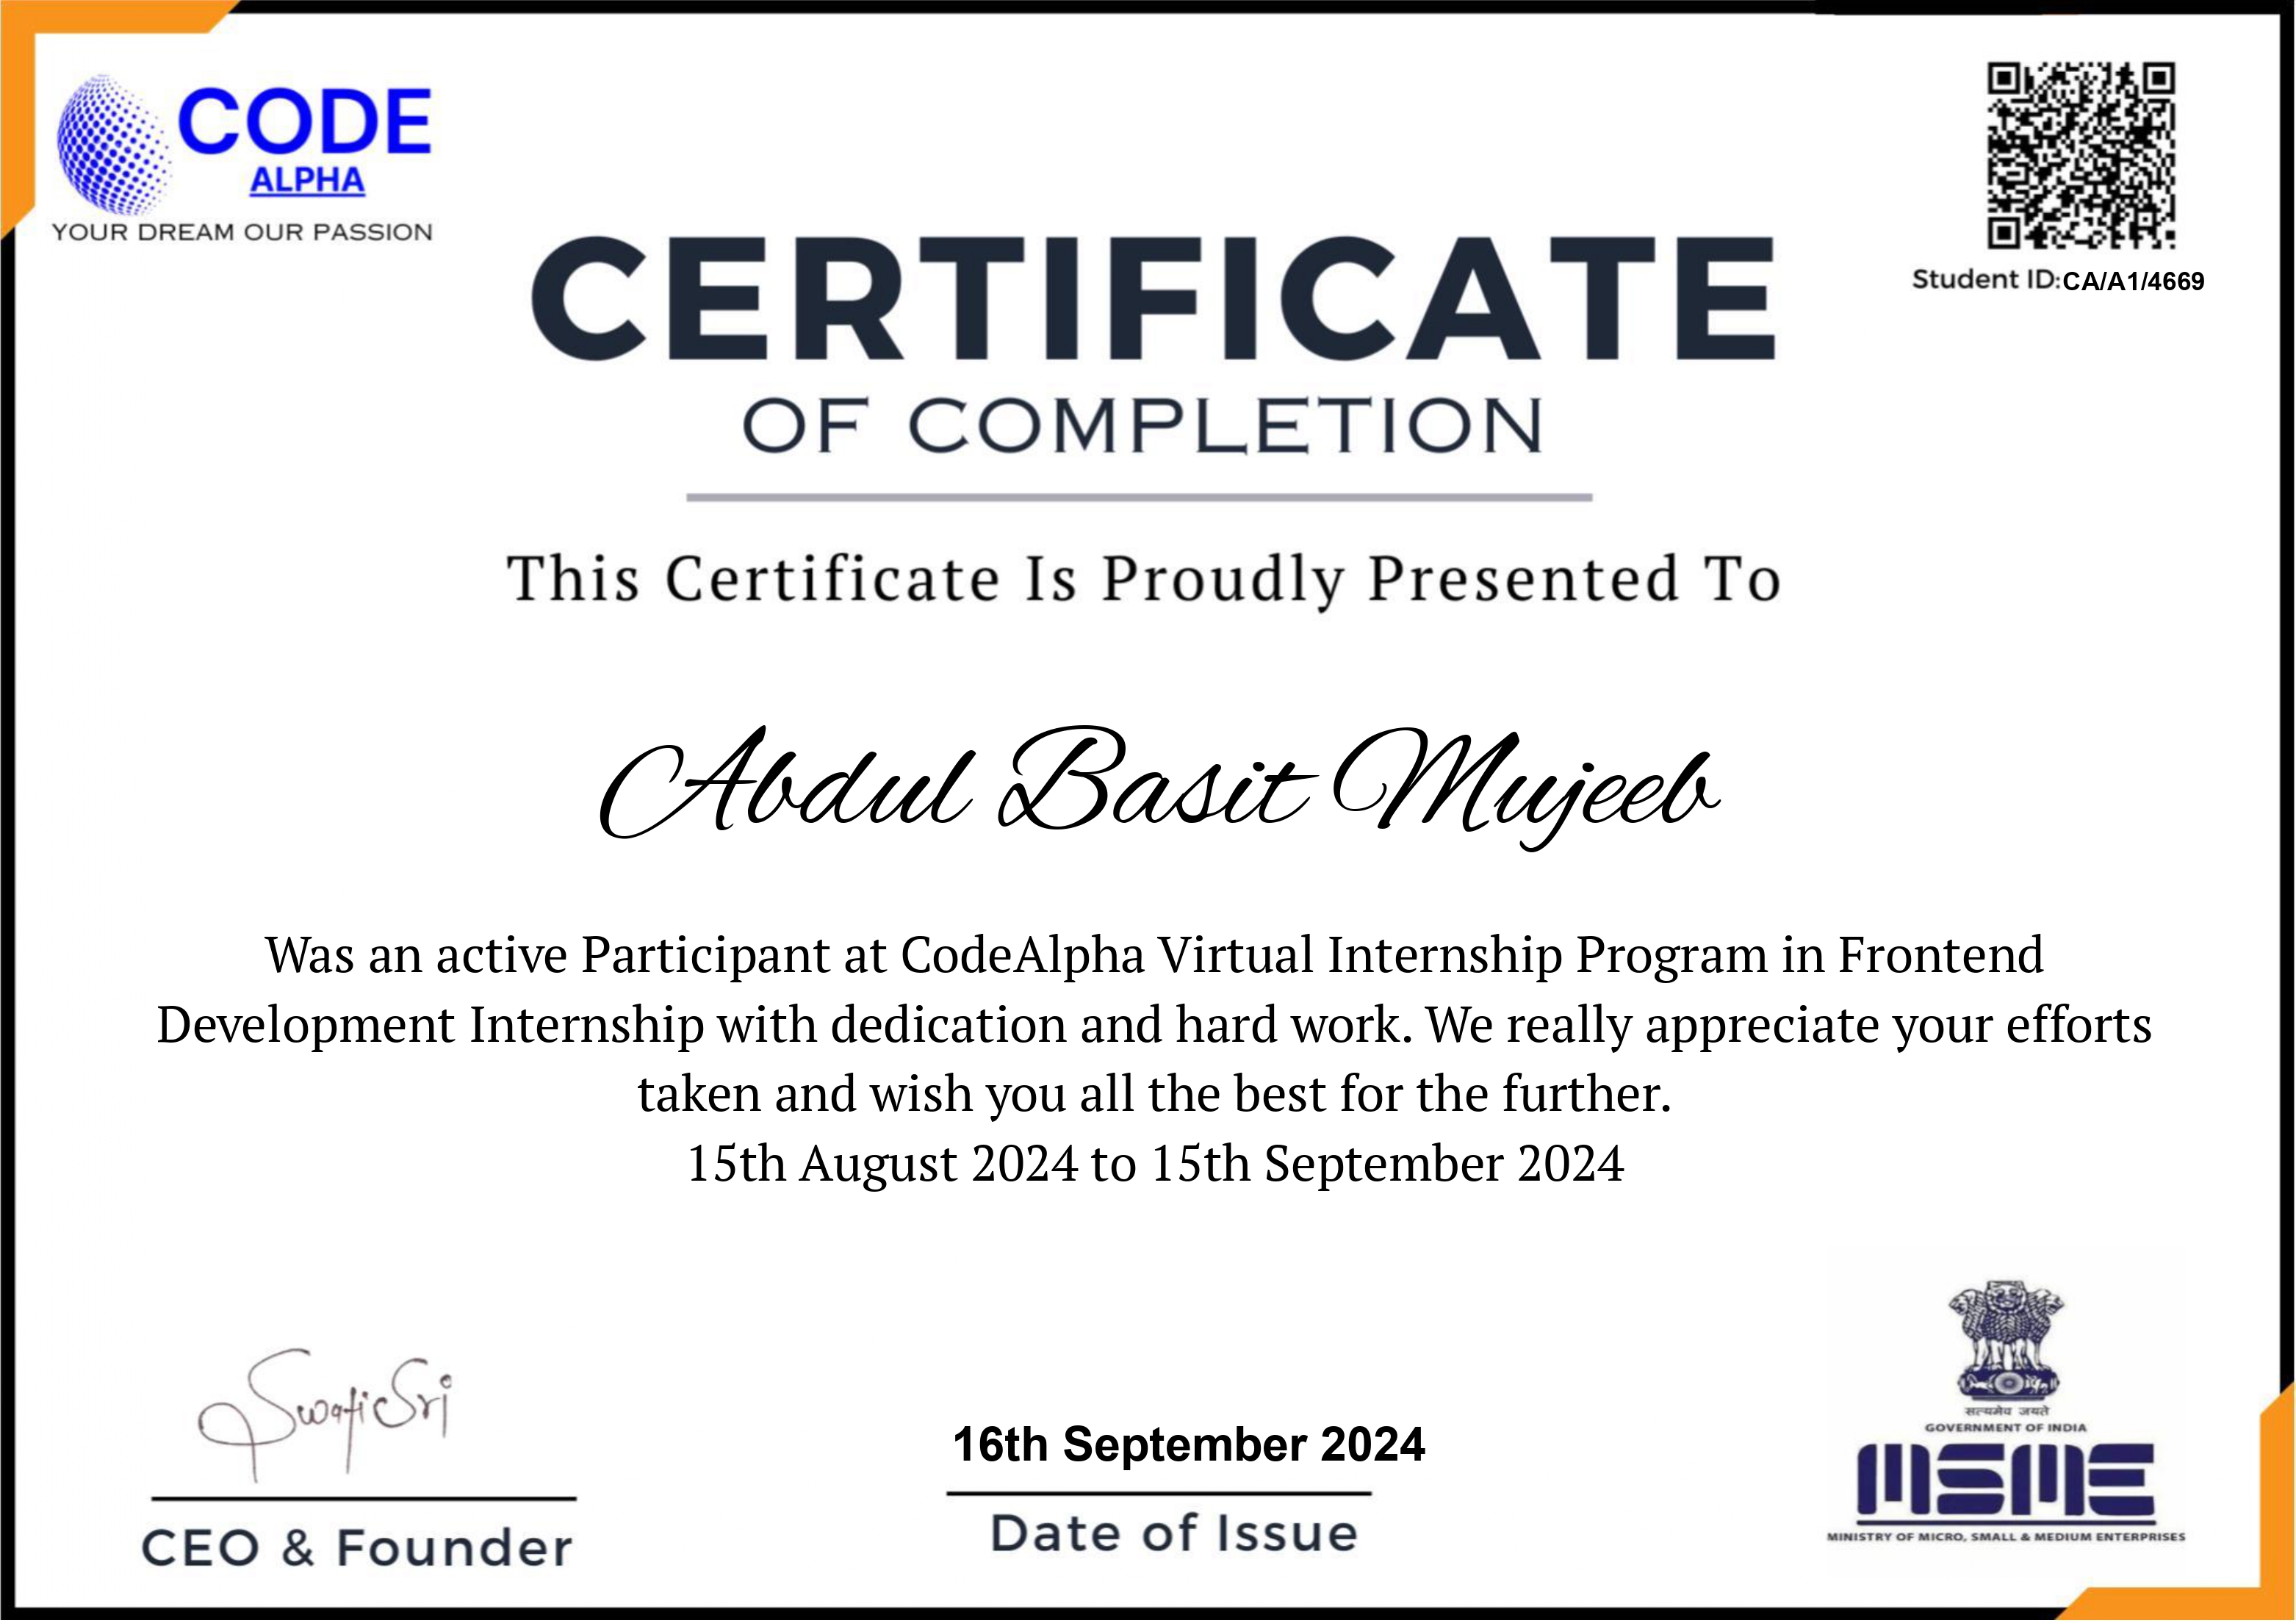 CODE
ALPHA
YOUR DREAM OUR PASSION
Student ID:CA/A1/4669
CERTIFICATE
OF COMPLETION
This Certificate Is Proudly Presented To
Abdul Basit Mujeeb
Was an active Participant at CodeAlpha Virtual Internship Program in Frontend
Development Internship with dedication and hard work. We really appreciate your efforts
taken and wish you all the best for the further.
15th August 2024 to 15th September 2024
SwatiSri
CEO & Founder
16th September 2024
Date of Issue
सत्यमेव जयते
GOVERNMENT OF INDIA
MSME
MINISTRY OF MICRO, SMALL & MEDIUM ENTERPRISES